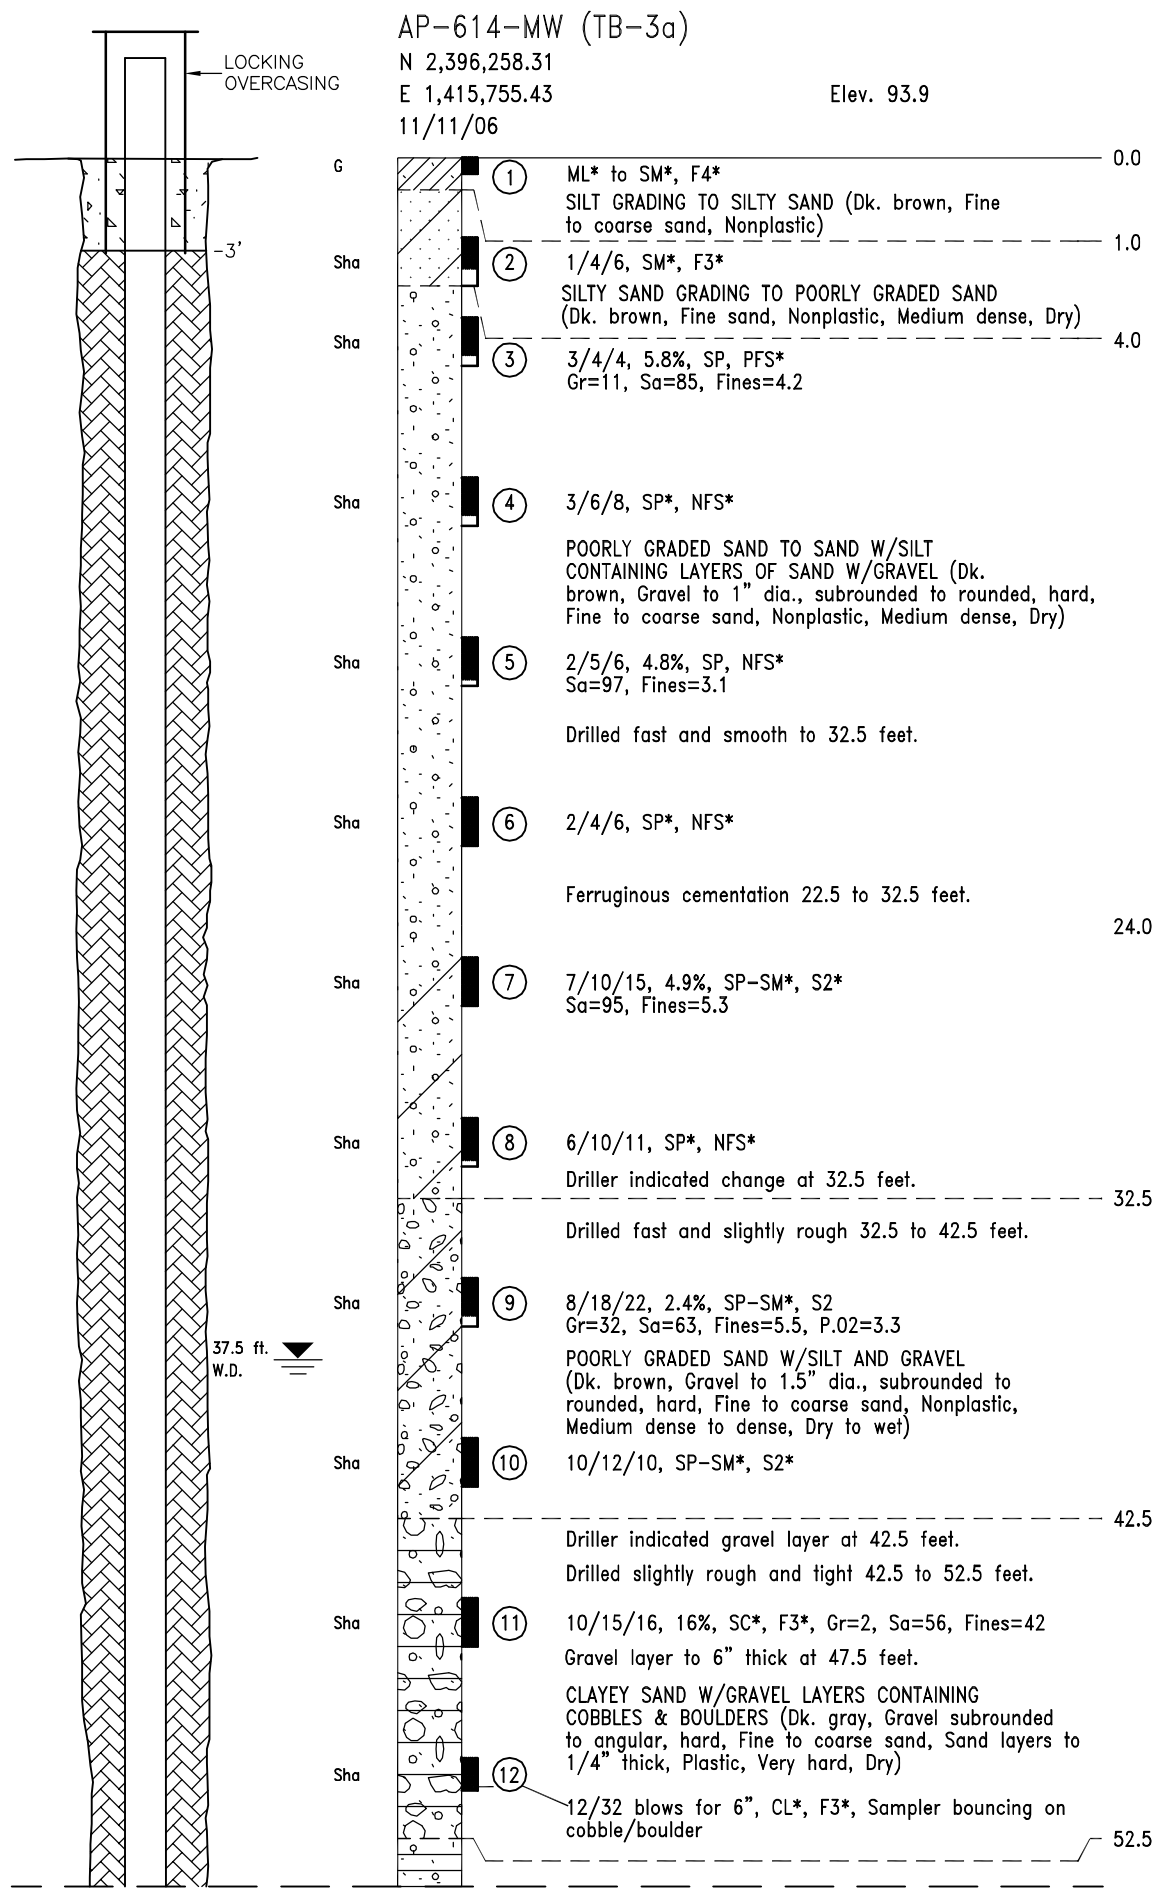 AP-614-MW (TB-3a)
N 2,396,258.31
E 1,415,755.43
Elev. 93.9
11/11/06
LOCKING
OVERCASING
-3'
0.0
G
1
ML* to SM*, F4*
SILT GRADING TO SILTY SAND (Dk. brown, Fine
to coarse sand, Nonplastic)
1.0
Sha
2
1/4/6, SM*, F3*
SILTY SAND GRADING TO POORLY GRADED SAND
(Dk. brown, Fine sand, Nonplastic, Medium dense, Dry)
4.0
Sha
3
3/4/4, 5.8%, SP, PFS*
Gr=11, Sa=85, Fines=4.2
Sha
4
3/6/8, SP*, NFS*
POORLY GRADED SAND TO SAND W/SILT
CONTAINING LAYERS OF SAND W/GRAVEL (Dk.
brown, Gravel to 1" dia., subrounded to rounded, hard,
Fine to coarse sand, Nonplastic, Medium dense, Dry)
Sha
5
2/5/6, 4.8%, SP, NFS*
Sa=97, Fines=3.1
Drilled fast and smooth to 32.5 feet.
Sha
6
2/4/6, SP*, NFS*
Ferruginous cementation 22.5 to 32.5 feet.
24.0
Sha
7
7/10/15, 4.9%, SP-SM*, S2*
Sa=95, Fines=5.3
Sha
8
6/10/11, SP*, NFS*
Driller indicated change at 32.5 feet.
32.5
Drilled fast and slightly rough 32.5 to 42.5 feet.
Sha
9
8/18/22, 2.4%, SP-SM*, S2
Gr=32, Sa=63, Fines=5.5, P.02=3.3
37.5 ft.
W.D.
POORLY GRADED SAND W/SILT AND GRAVEL
(Dk. brown, Gravel to 1.5" dia., subrounded to
rounded, hard, Fine to coarse sand, Nonplastic,
Medium dense to dense, Dry to wet)
Sha
10
10/12/10, SP-SM*, S2*
42.5
Driller indicated gravel layer at 42.5 feet.
Drilled slightly rough and tight 42.5 to 52.5 feet.
Sha
11
10/15/16, 16%, SC*, F3*, Gr=2, Sa=56, Fines=42
Gravel layer to 6" thick at 47.5 feet.
CLAYEY SAND W/GRAVEL LAYERS CONTAINING
COBBLES & BOULDERS (Dk. gray, Gravel subrounded
to angular, hard, Fine to coarse sand, Sand layers to
1/4" thick, Plastic, Very hard, Dry)
Sha
12
12/32 blows for 6", CL*, F3*, Sampler bouncing on
cobble/boulder
52.5